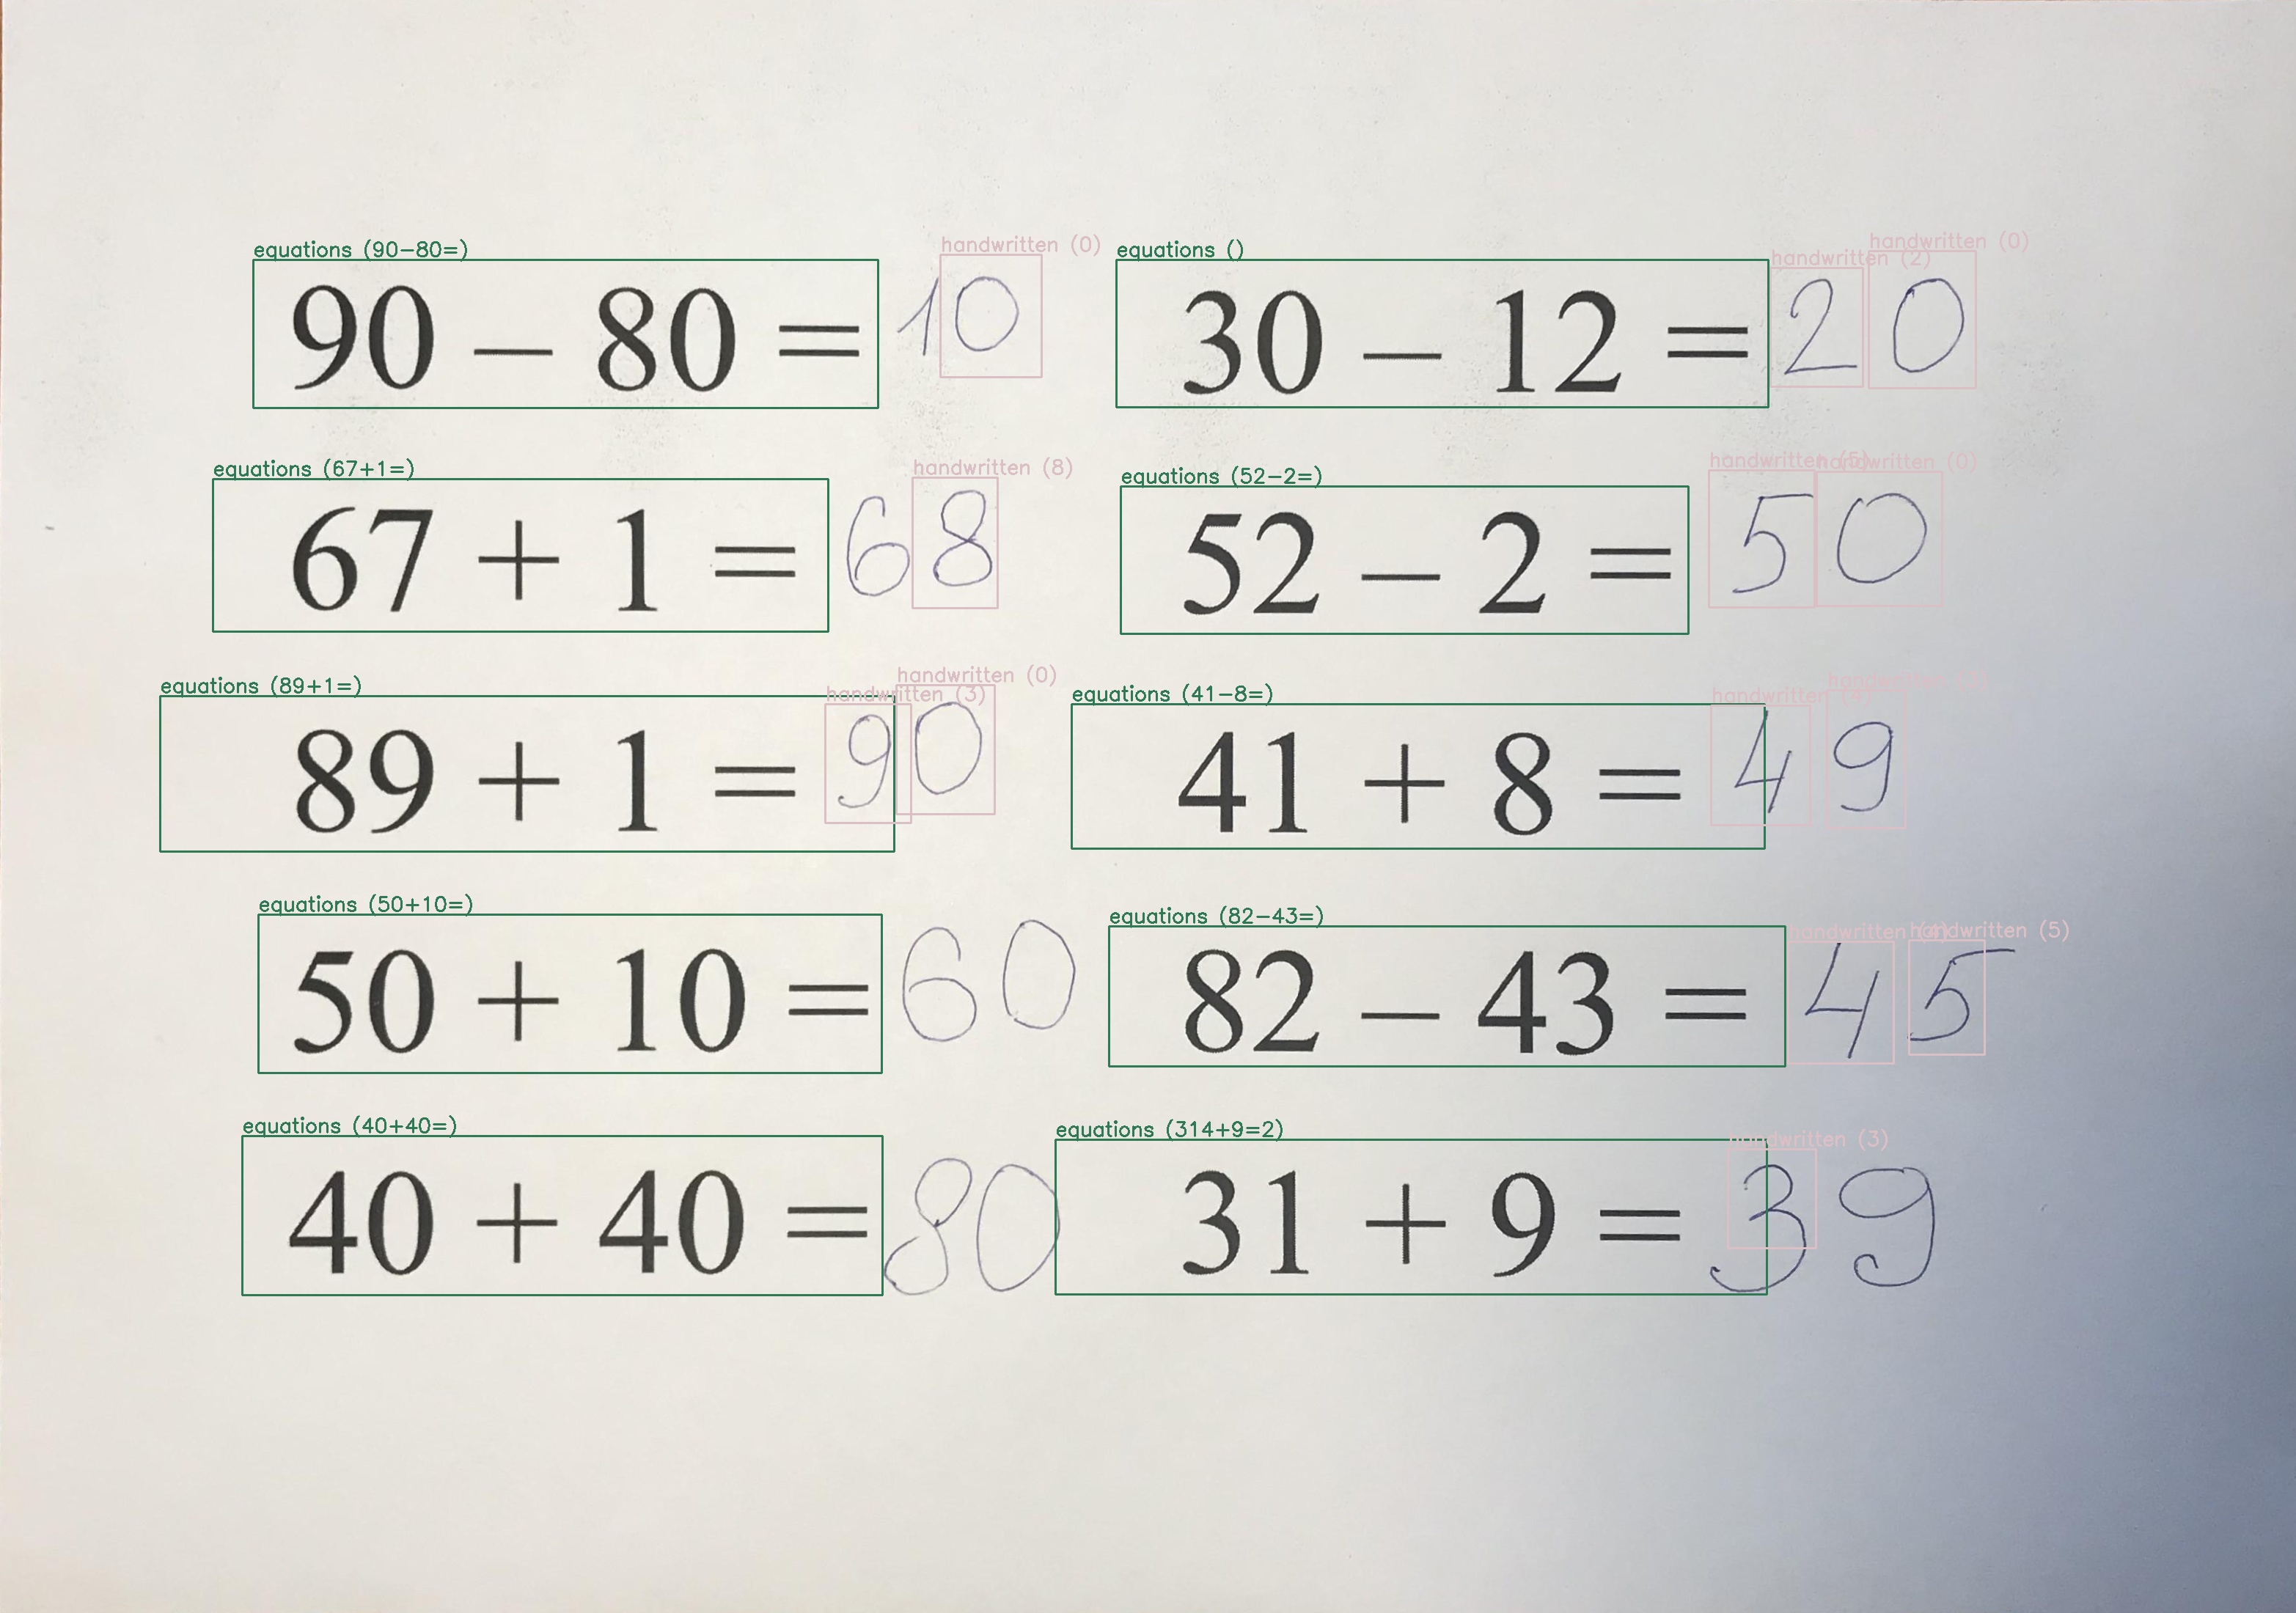 equations (90-80=) handwritten (0) equations () handwritten (2) handwritten (0)
90 – 80 = 10 30 – 12 = 20
equations (67+1=) handwritten (8) equations (52-2=) handwritten (5) handwritten (0)
67 + 1 = 68 52 – 2 = 50
equations (89+1=) handwritten (3) handwritten (0) equations (41-8=) handwritten (4) handwritten
89 + 1 = 90 41 + 8 = 49
equations (50+10=) equations (82-43=) handwritten (4) handwritten (5)
50 + 10 = 60 82 – 43 = 45
equations (40+40=) equations (314+9=2) handwritten (3)
40 + 40 = 80 31 + 9 = 39